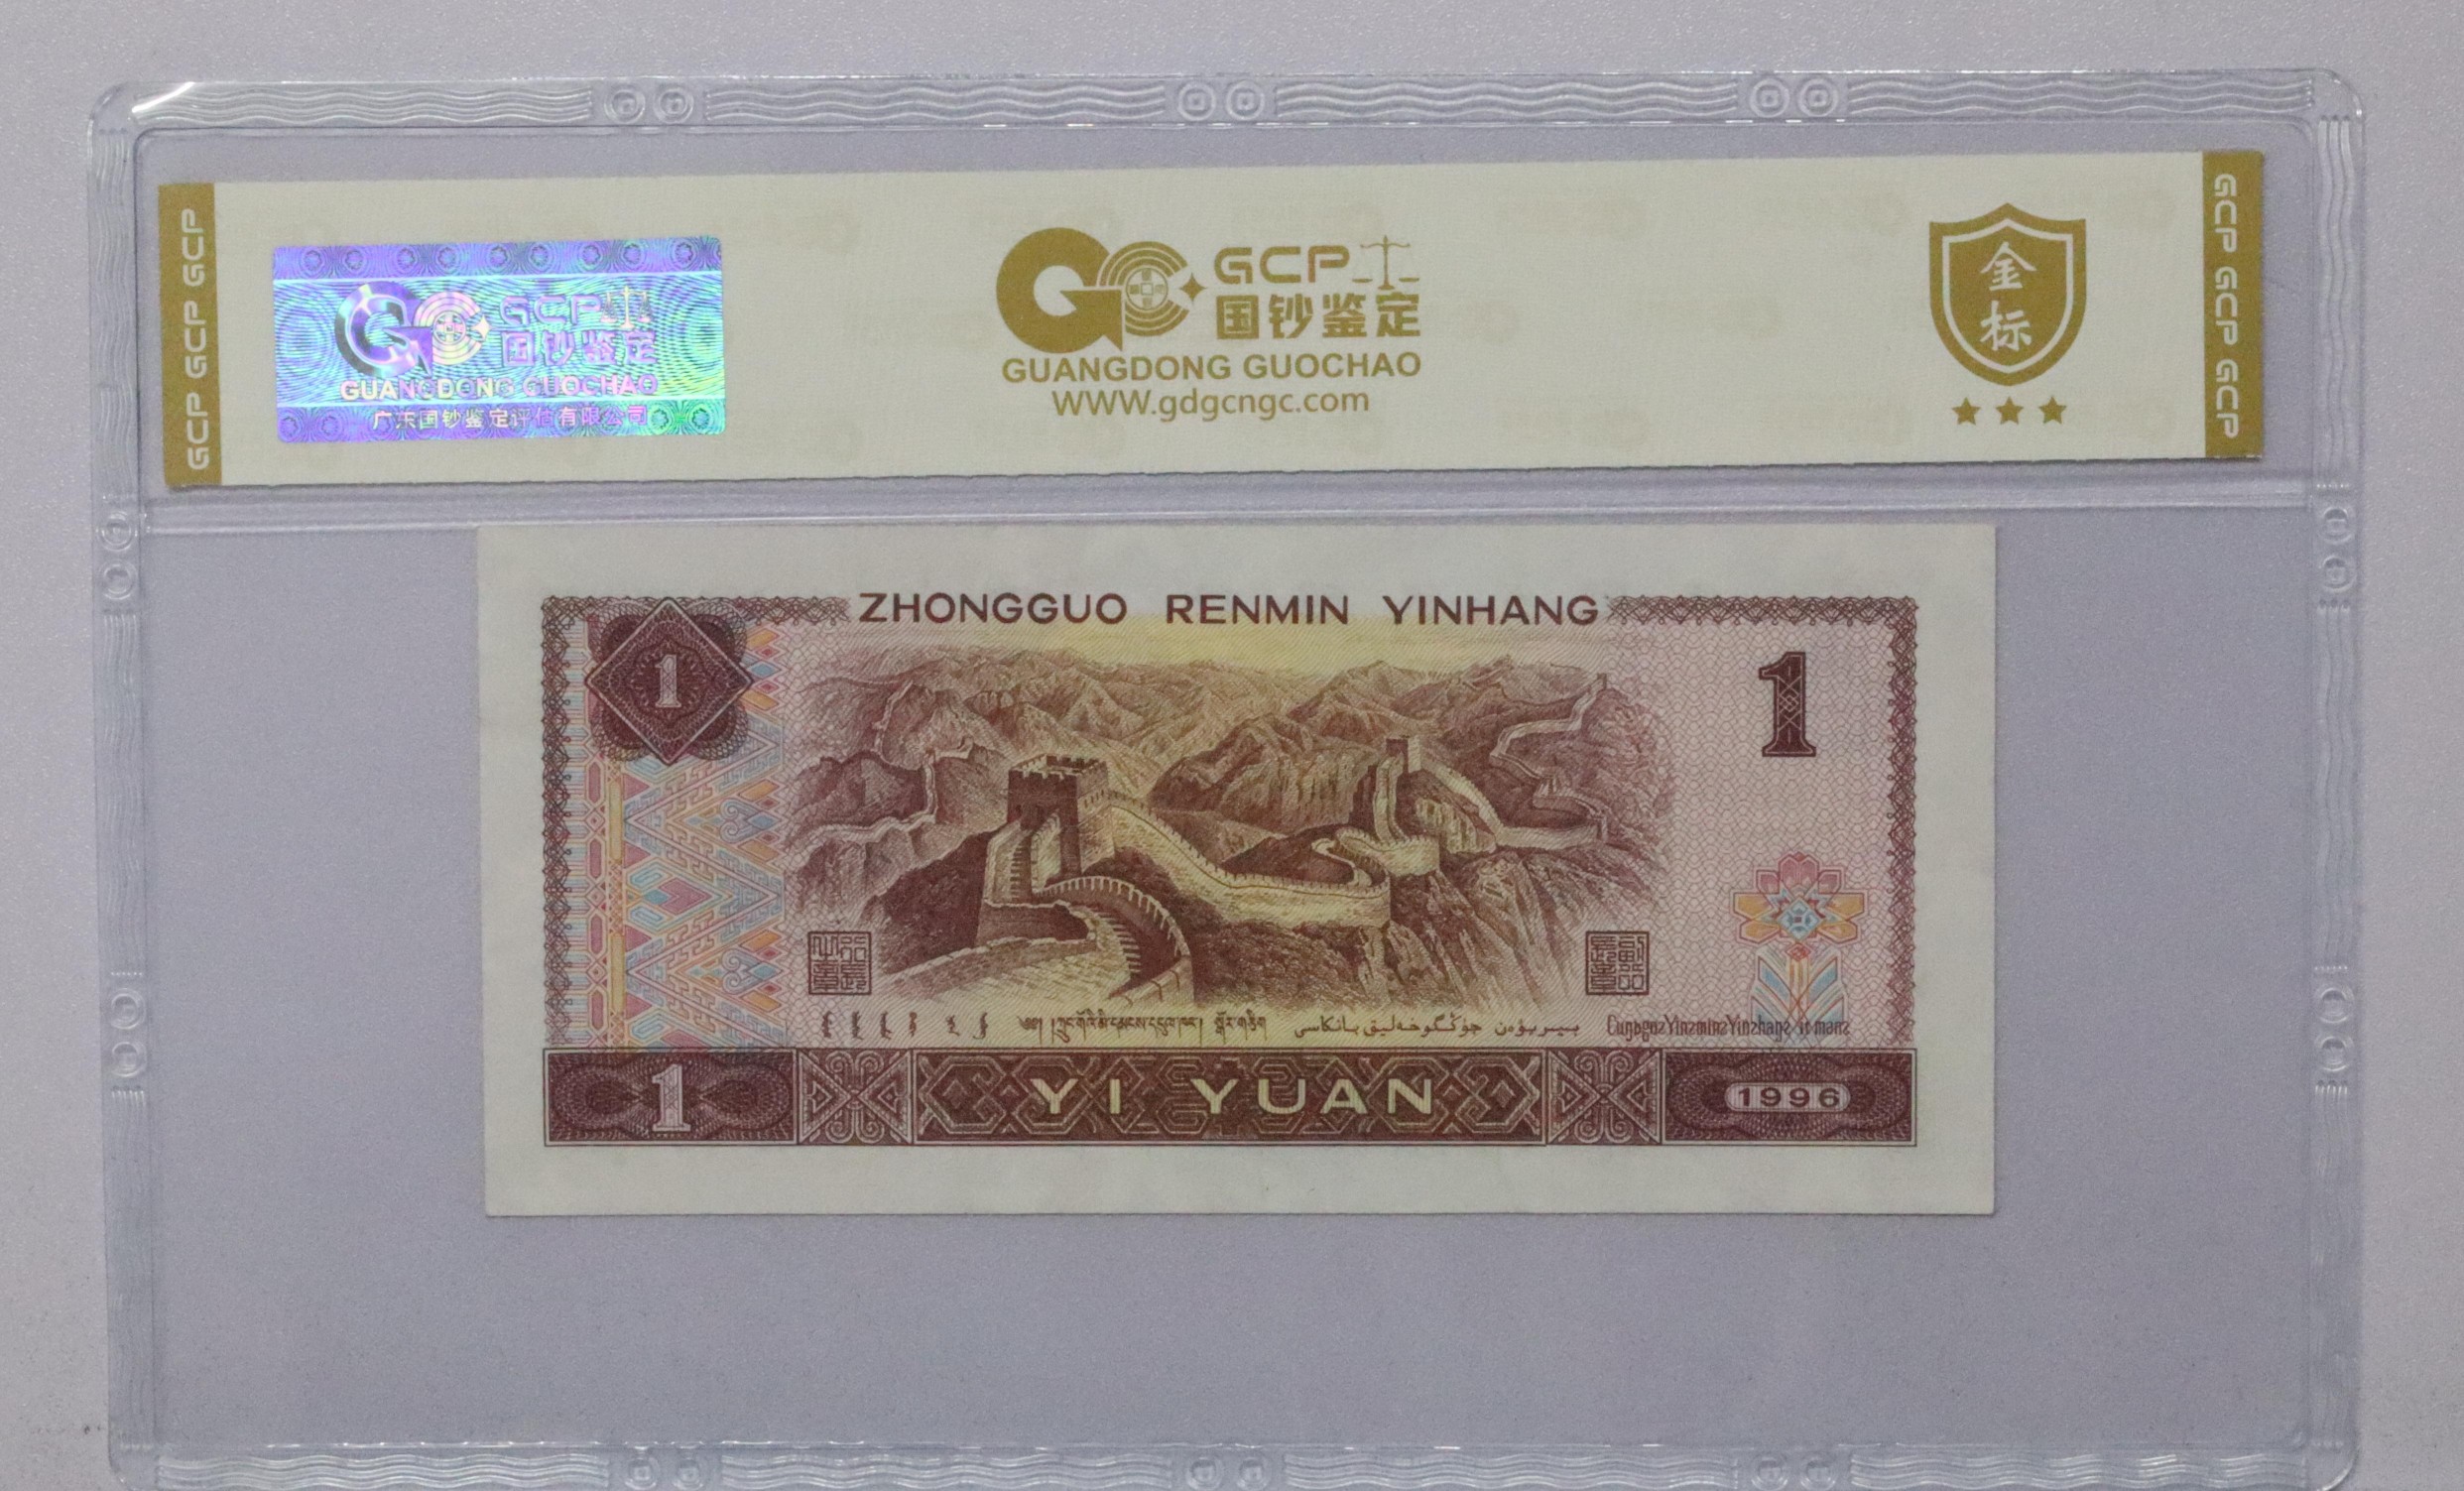 GCP GCP GCP
GCP
国钞鉴定
GUANGDONG GUOCHAO
广东国钞鉴定评估有限公司
GCP
国钞鉴定
GUANGDONG GUOCHAO
WWW.gdgcngc.com
金标
GCP GCP GCP
ZHONGGUO RENMIN YINHANG
1
1
1
YI YUAN
1996